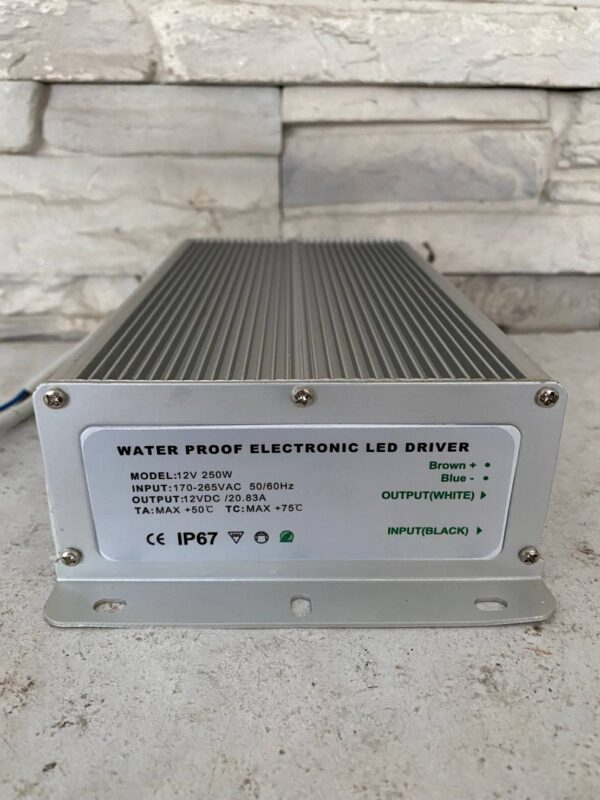 WATER PROOF ELECTRONIC LED DRIVER
MODEL:12V 250W
INPUT:170-265VAC 50/60Hz
OUTPUT:12VDC /20.83A
TA:MAX +50℃ TC:MAX +75℃
CE IP67
Brown +
Blue -
OUTPUT(WHITE)
INPUT(BLACK)